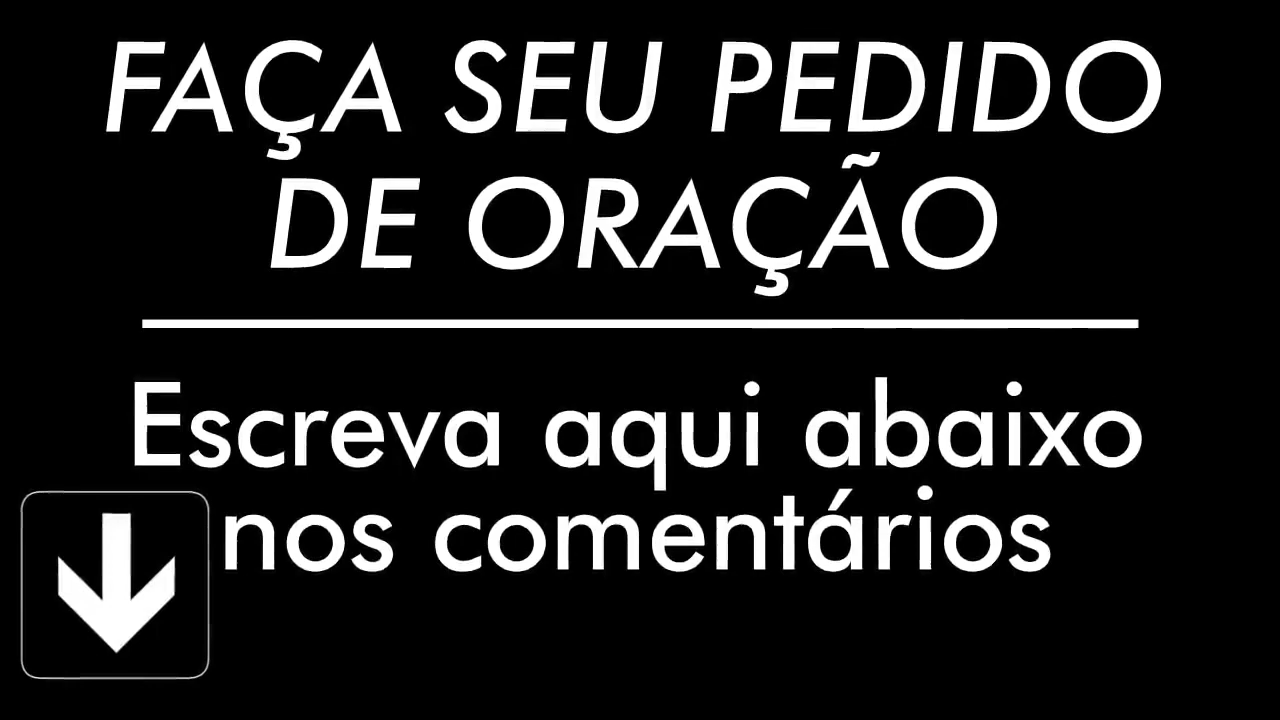 FAÇA SEU PEDIDO
DE ORAÇÃO
Escreva aqui abaixo
nos comentários